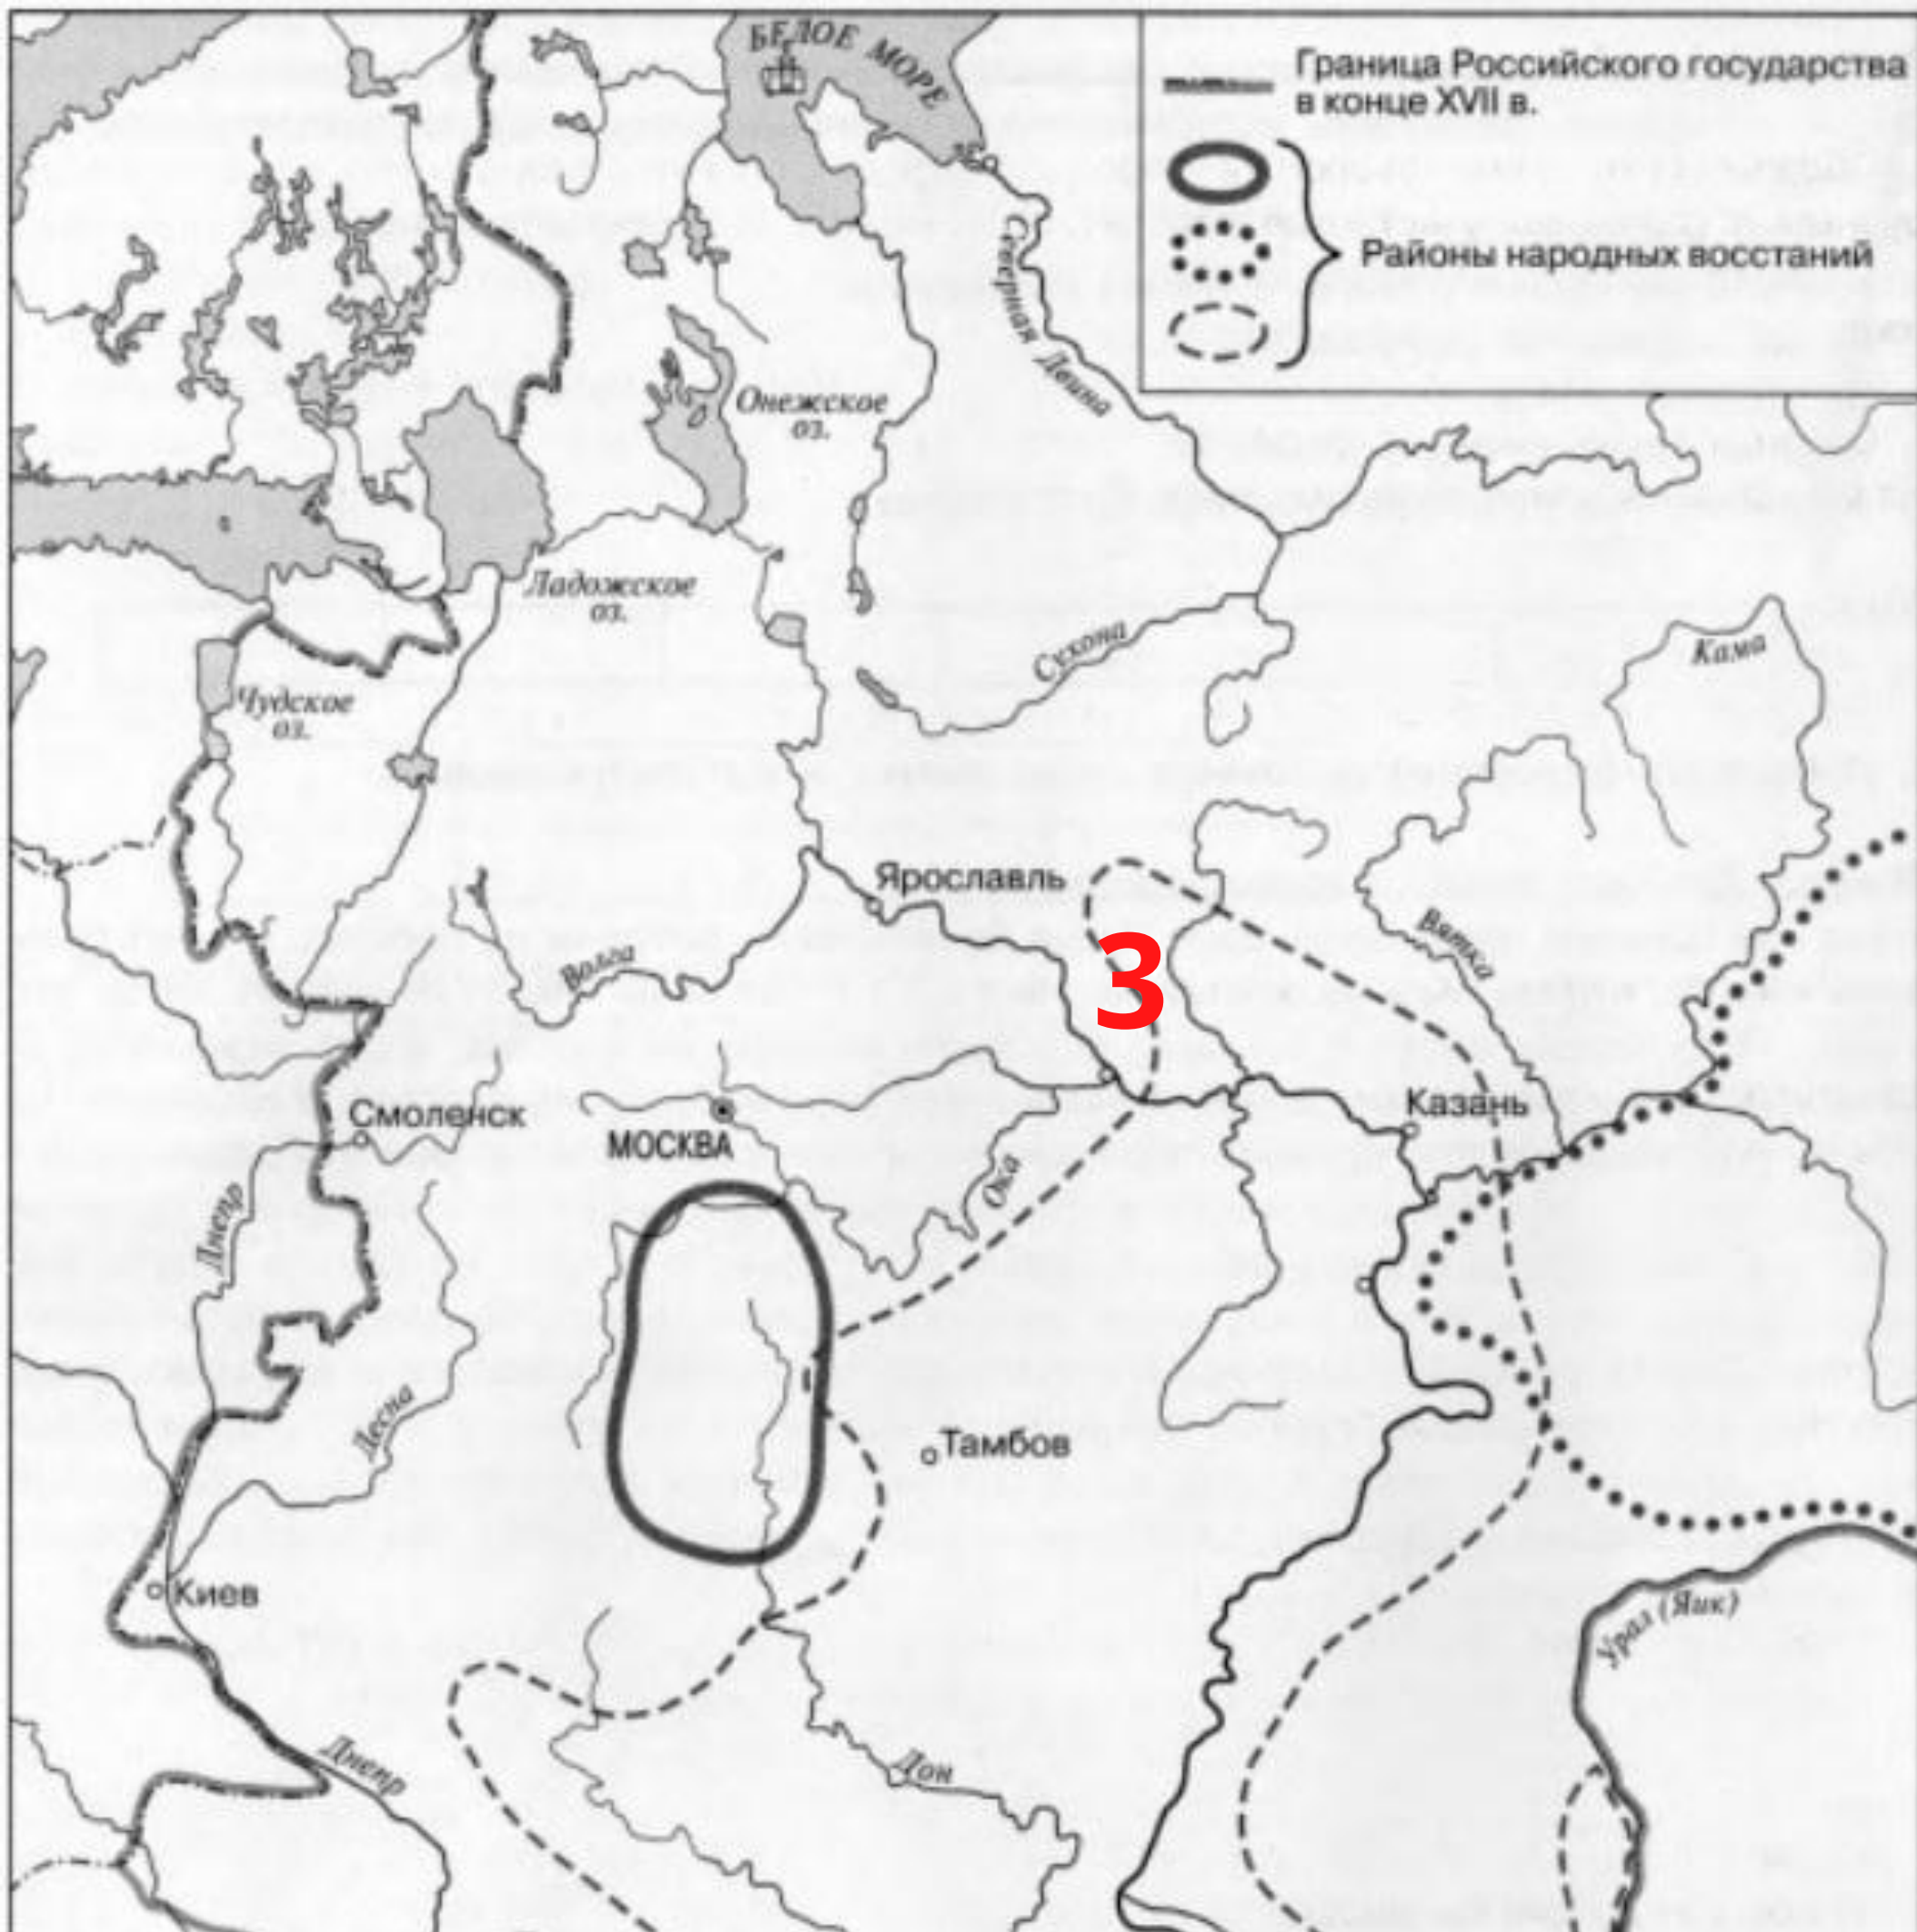 БЕЛОЕ МОРЕ
Граница Российского государства
в конце XVII в.
Районы народных восстаний
Северная Двина
Онежское
оз.
Ладожское
оз.
Сухона
Кама
Чудское
оз.
Ярославль
Вятка
Волга
3
Смоленск
МОСКВА
Казань
Ока
Днепр
Десна
Тамбов
Киев
Урал (Яик)
Днепр
Дон